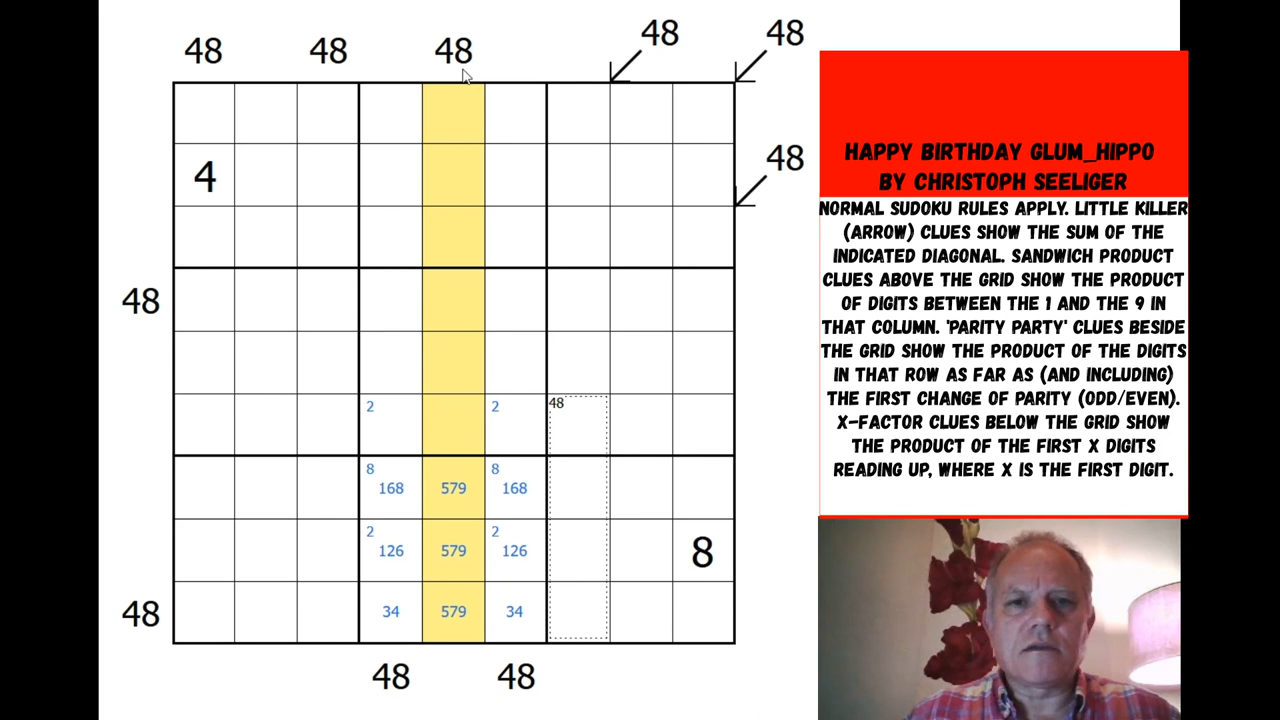 48 48
48 48 48
4
48
48
48
2 2
8 8
168 579 168
2 2
126 579 126
8
34 579 34
48
48 48
HAPPY BIRTHDAY GLUM_HIPPO
BY CHRISTOPH SEELIGER
NORMAL SUDOKU RULES APPLY. LITTLE KILLER
(ARROW) CLUES SHOW THE SUM OF THE
INDICATED DIAGONAL. SANDWICH PRODUCT
CLUES ABOVE THE GRID SHOW THE PRODUCT
OF DIGITS BETWEEN THE 1 AND THE 9 IN
THAT COLUMN. 'PARITY PARTY' CLUES BESIDE
THE GRID SHOW THE PRODUCT OF THE DIGITS
IN THAT ROW AS FAR AS (AND INCLUDING)
THE FIRST CHANGE OF PARITY (ODD/EVEN).
X-FACTOR CLUES BELOW THE GRID SHOW
THE PRODUCT OF THE FIRST X DIGITS
READING UP, WHERE X IS THE FIRST DIGIT.